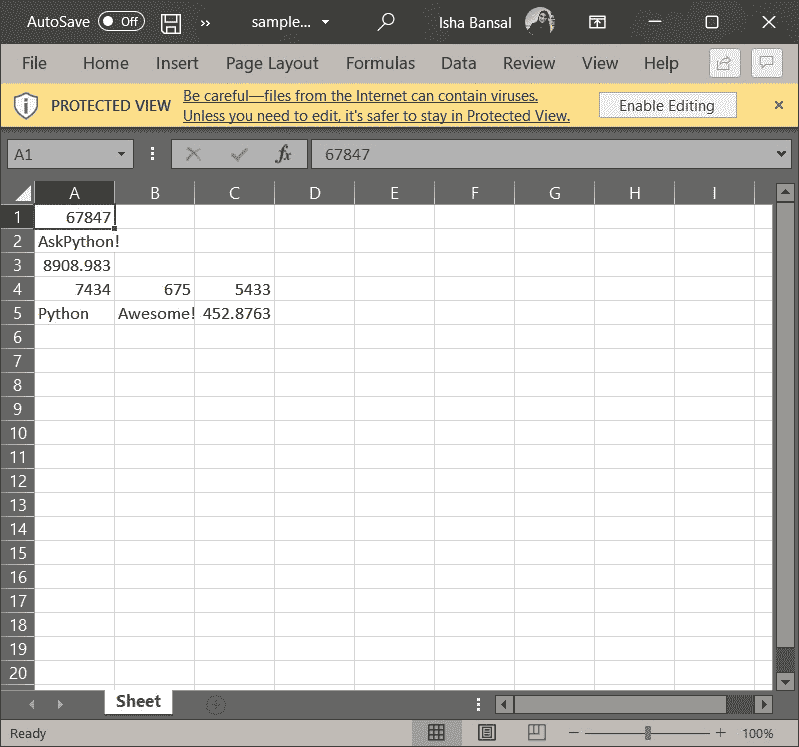 AutoSave Off sample... Isha Bansal
File Home Insert Page Layout Formulas Data Review View Help
PROTECTED VIEW Be careful—files from the Internet can contain viruses. Enable Editing
Unless you need to edit, it's safer to stay in Protected View.
A1 fx 67847
A B C D E F G H I
1 67847
2 AskPython!
3 8908.983
4 7434 675 5433
5 Python Awesome! 452.8763
6
7
8
9
10
11
12
13
14
15
16
17
18
19
20
Sheet
Ready 100%